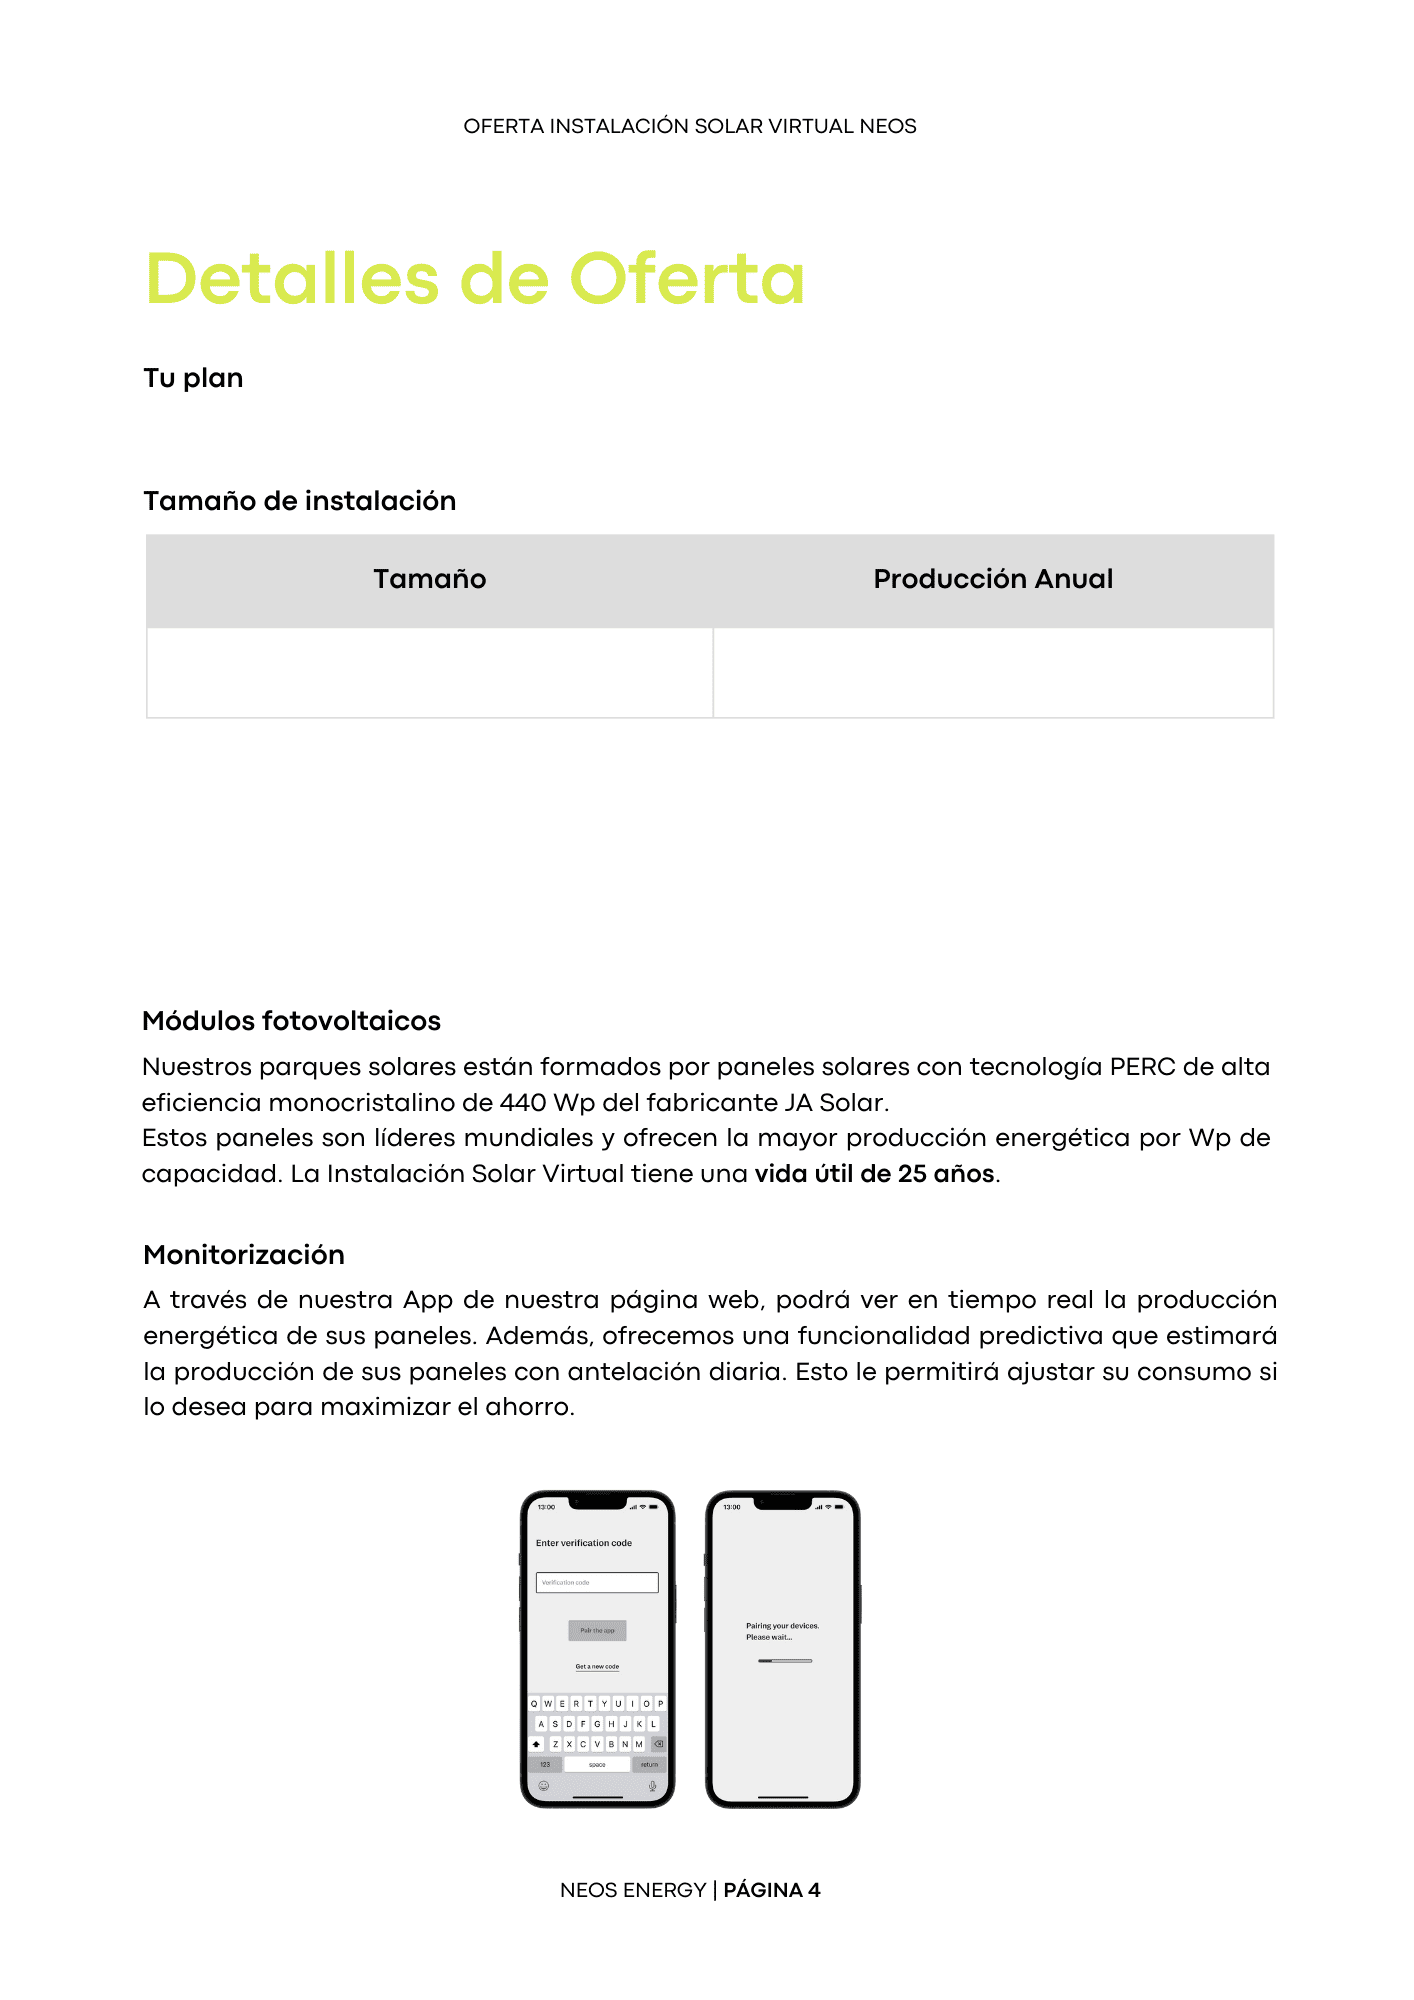 OFERTA INSTALACIÓN SOLAR VIRTUAL NEOS
Detalles de Oferta
Tu plan
Tamaño de instalación
Tamaño Producción Anual
Módulos fotovoltaicos
Nuestros parques solares están formados por paneles solares con tecnología PERC de alta
eficiencia monocristalino de 440 Wp del fabricante JA Solar.
Estos paneles son líderes mundiales y ofrecen la mayor producción energética por Wp de
capacidad. La Instalación Solar Virtual tiene una vida útil de 25 años.
Monitorización
A través de nuestra App de nuestra página web, podrá ver en tiempo real la producción
energética de sus paneles. Además, ofrecemos una funcionalidad predictiva que estimará
la producción de sus paneles con antelación diaria. Esto le permitirá ajustar su consumo si
lo desea para maximizar el ahorro.
13:00
Enter verification code
Verification code
Pair the app
Get a new code
Q W E R T Y U I O P
A S D F G H J K L
Z X C V B N M
123 space return
13:00
Pairing your devices.
Please wait...
NEOS ENERGY | PÁGINA 4